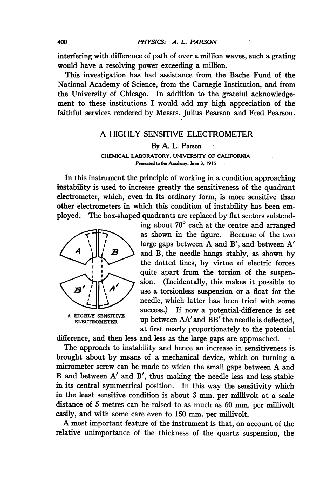 400
PHYSICS: A. L. PARSON
interfering with difference of path of over a million waves, such a grating
would have a resolving power exceeding a million.
This investigation has had assistance from the Bache Fund of the
National Academy of Science, from the Carnegie Institution, and from
the University of Chicago. In addition to the grateful acknowledge-
ment to these institutions I would add my high appreciation of the
faithful services rendered by Messrs. Julius Pearson and Fred Pearson.
A HIGHLY SENSITIVE ELECTROMETER
By A. L. Parson
CHEMICAL LABORATORY, UNIVERSITY OF CALIFORNIA
Presented to the Academy, June 3, 1915
In this instrument the principle of working in a condition approaching
instability is used to increase greatly the sensitiveness of the quadrant
electrometer, which, even in its ordinary form, is more sensitive than
other electrometers in which this condition of instability has been em-
ployed. The box-shaped quadrants are replaced by flat sectors subtend-
ing about 70° each at the centre and arranged
as shown in the figure. Because of the two
large gaps between A and B', and between A'
and B, the needle hangs stably, as shown by
the dotted lines, by virtue of electric forces
quite apart from the torsion of the suspen-
sion. (Incidentally, this makes it possible to
use a torsionless suspension or a float for the
needle, which latter has been tried with some
success.) If now a potential-difference is set
up between AA' and BB' the needle is deflected,
at first nearly proportionately to the potential
A
B
B'
A'
A HIGHLY SENSITIVE
ELECTROMETER
difference, and then less and less as the large gaps are approached.
The approach to instability and hence an increase in sensitiveness is
brought about by means of a mechanical device, which on turning a
micrometer screw can be made to widen the small gaps between A and
B and between A' and B', thus making the needle less and less stable
in its central symmetrical position. In this way the sensitivity which
in the least sensitive condition is about 3 mm. per millivolt at a scale
distance of 5 metres can be raised to as much as 60 mm. per millivolt
easily, and with some care even to 150 mm. per millivolt.
A most important feature of the instrument is that, on account of the
relative unimportance of the thickness of the quartz suspension, the